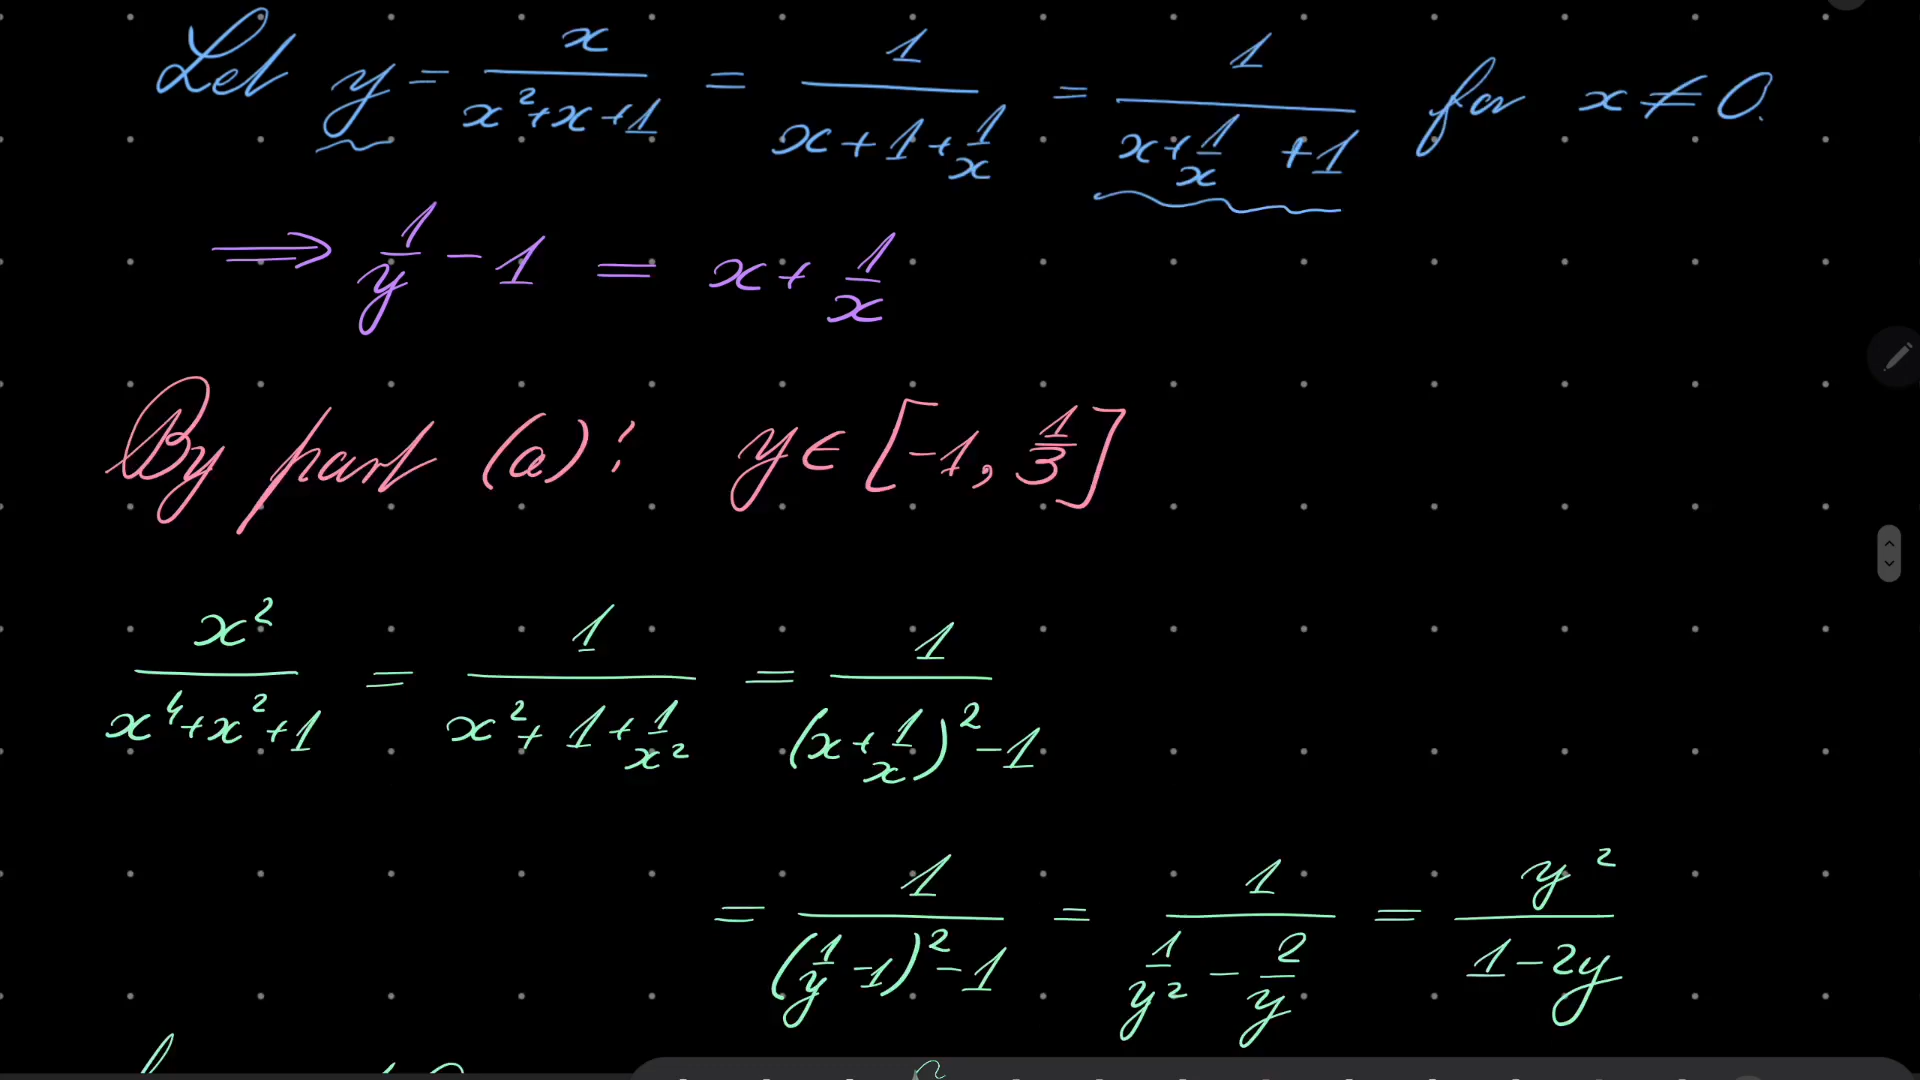 Let y = x/(x²+x+1) = 1/(x+1+1/x) = 1/(x+1/x +1) for x≠0.
⟹ 1/y - 1 = x + 1/x
By part (a): y∈[-1, 1/3]
x²/(x⁴+x²+1) = 1/(x²+1+1/x²) = 1/((x+1/x)²-1)
= 1/((1/y -1)²-1) = 1/(1/y² - 2/y) = y²/(1-2y)